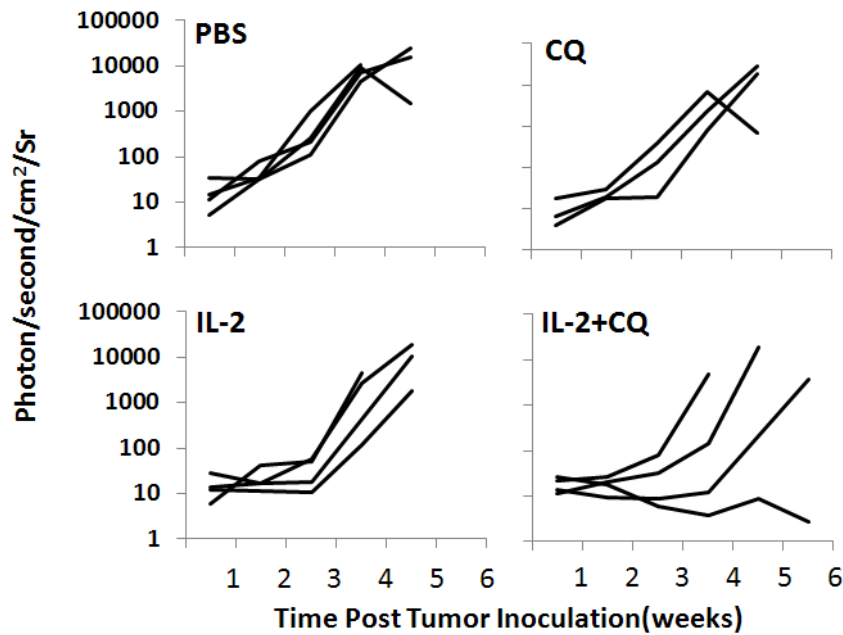 Photon/second/cm²/Sr
PBS
100000
10000
1000
100
10
1
CQ
IL-2
100000
10000
1000
100
10
1
1 2 3 4 5 6
IL-2+CQ
1 2 3 4 5 6
Time Post Tumor Inoculation(weeks)